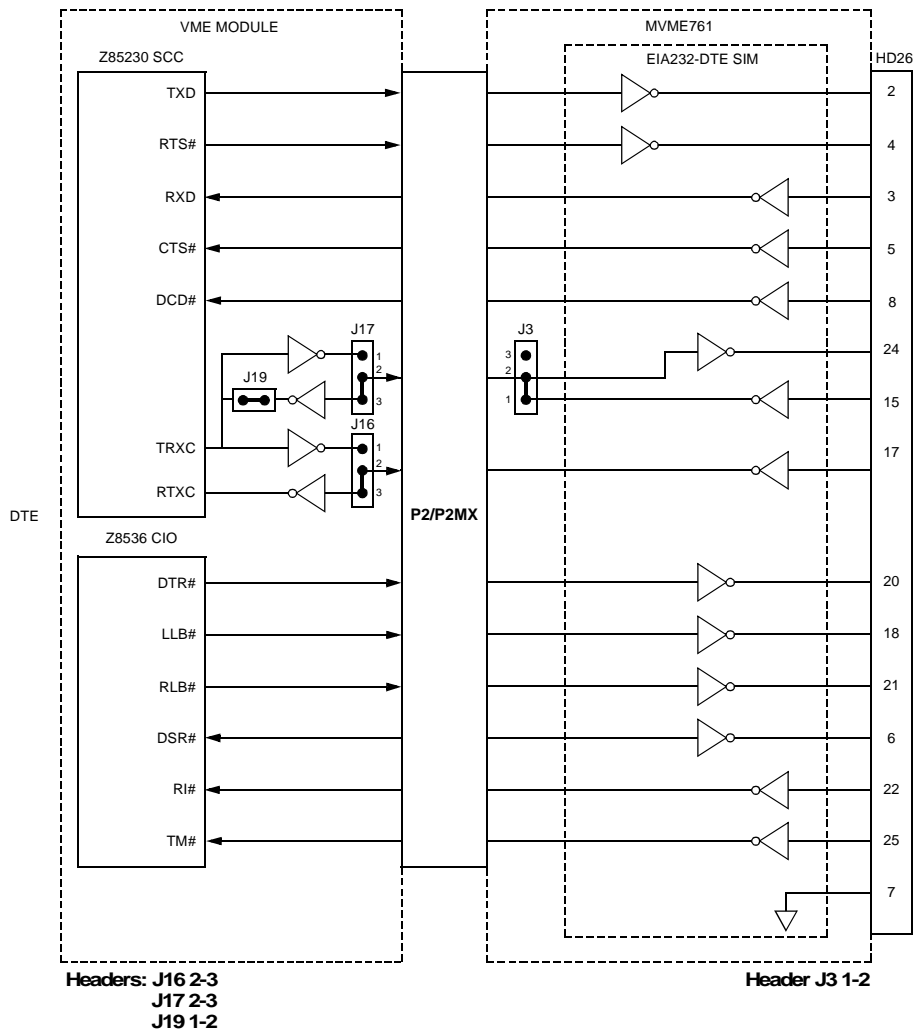 VME MODULE
MVME761
Z85230 SCC
EIA232-DTE SIM
HD26
TXD
2
RTS#
4
RXD
3
CTS#
5
DCD#
8
J17
J3
1
3
24
J19
2
2
3
1
15
J16
TRXC
1
17
2
RTXC
3
DTE
P2/P2MX
Z8536 CIO
DTR#
20
LLB#
18
RLB#
21
DSR#
6
RI#
22
TM#
25
7
Headers: J16 2-3
Header J3 1-2
J17 2-3
J19 1-2